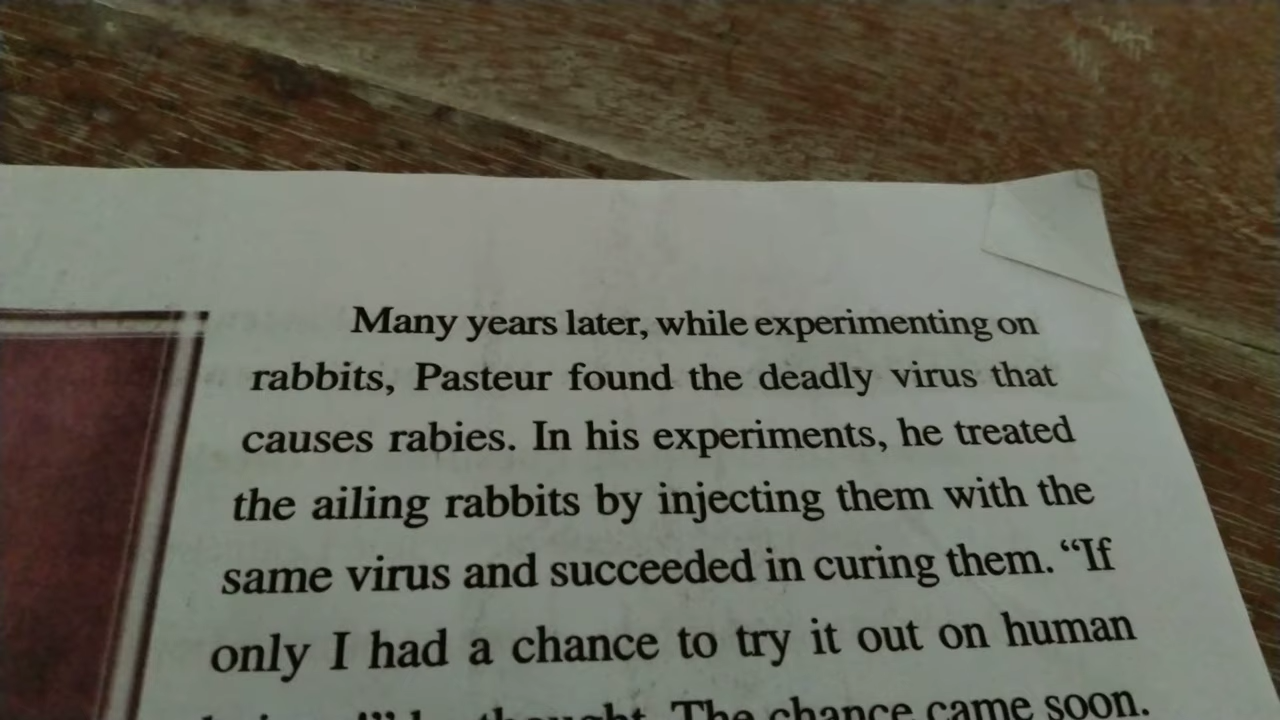 Many years later, while experimenting on
rabbits, Pasteur found the deadly virus that
causes rabies. In his experiments, he treated
the ailing rabbits by injecting them with the
same virus and succeeded in curing them. “If
only I had a chance to try it out on human
thought. The chance came soon.